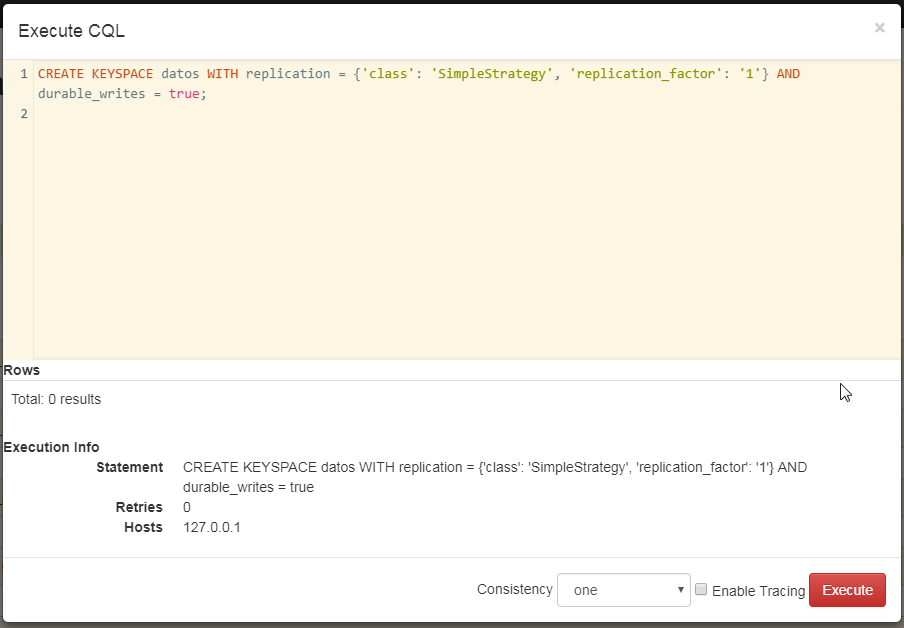 Execute CQL
×
1 CREATE KEYSPACE datos WITH replication = {'class': 'SimpleStrategy', 'replication_factor': '1'} AND
durable_writes = true;
2
Rows
Total: 0 results
Execution Info
Statement CREATE KEYSPACE datos WITH replication = {'class': 'SimpleStrategy', 'replication_factor': '1'} AND
durable_writes = true
Retries 0
Hosts 127.0.0.1
Consistency one Enable Tracing Execute